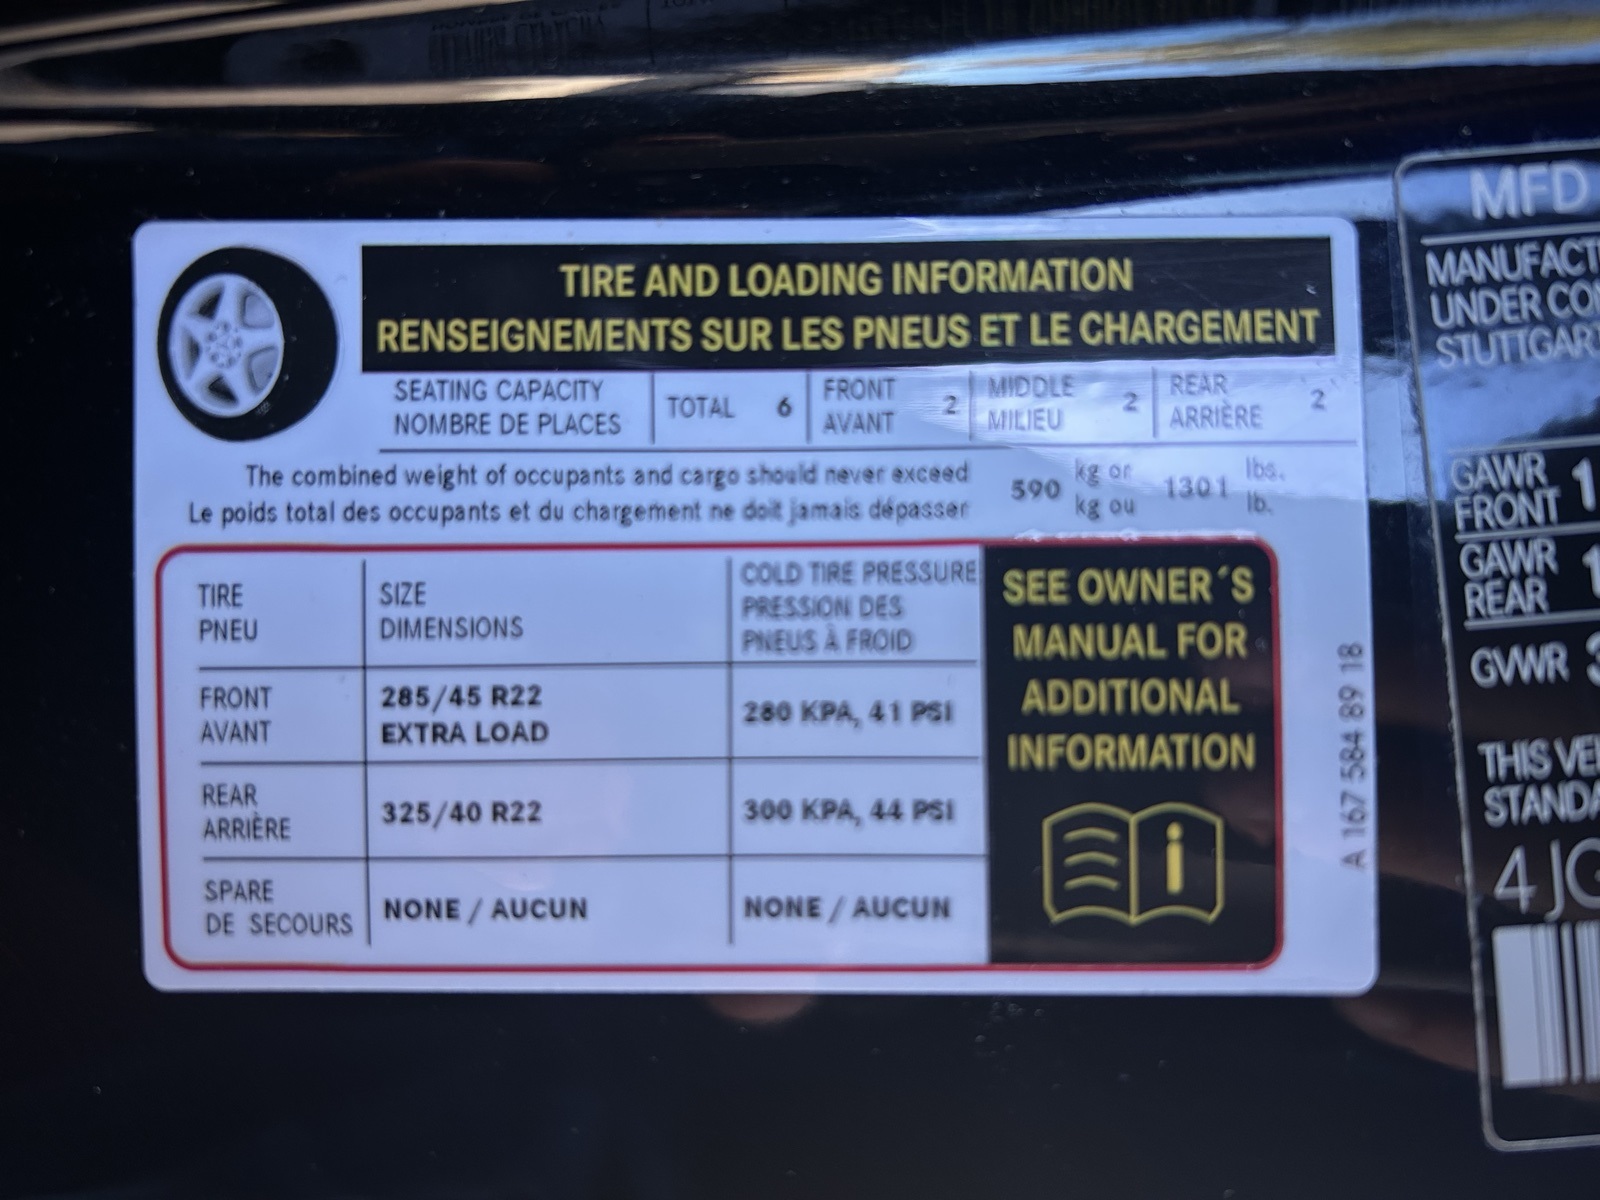 TIRE AND LOADING INFORMATION
RENSEIGNEMENTS SUR LES PNEUS ET LE CHARGEMENT
SEATING CAPACITY
NOMBRE DE PLACES
TOTAL 6
FRONT
AVANT 2
MIDDLE
MILIEU 2
REAR
ARRIÈRE 2
The combined weight of occupants and cargo should never exceed
Le poids total des occupants et du chargement ne doit jamais dépasser
590 kg or
kg ou
1301 lbs.
lb.
TIRE
PNEU
SIZE
DIMENSIONS
COLD TIRE PRESSURE
PRESSION DES
PNEUS À FROID
FRONT
AVANT
285/45 R22
EXTRA LOAD
280 KPA, 41 PSI
REAR
ARRIÈRE
325/40 R22
300 KPA, 44 PSI
SPARE
DE SECOURS
NONE / AUCUN
NONE / AUCUN
SEE OWNER´S
MANUAL FOR
ADDITIONAL
INFORMATION
i
A 167 584 89 18
MFD
MANUFACT
UNDER CO
STUTTGAR
GAWR
FRONT 1
GAWR
REAR 1
GVWR
THIS VE
STANDA
4JG